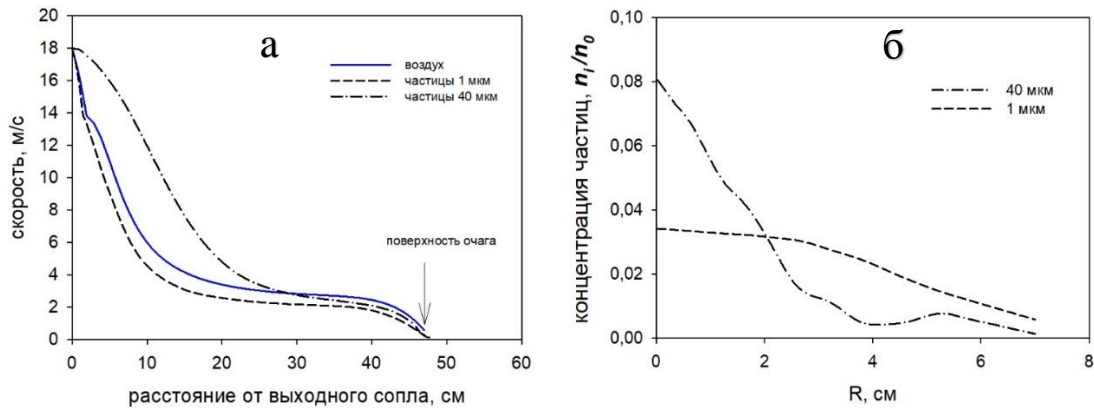 а
20
18
16
14
12
10
8
6
4
2
0
скорость, м/с
воздух
частицы 1 мкм
частицы 40 мкм
поверхность очага
0 10 20 30 40 50 60
расстояние от выходного сопла, см
б
0,10
0,08
0,06
0,04
0,02
0,00
концентрация частиц, n_i/n_0
40 мкм
1 мкм
0 2 4 6 8
R, см